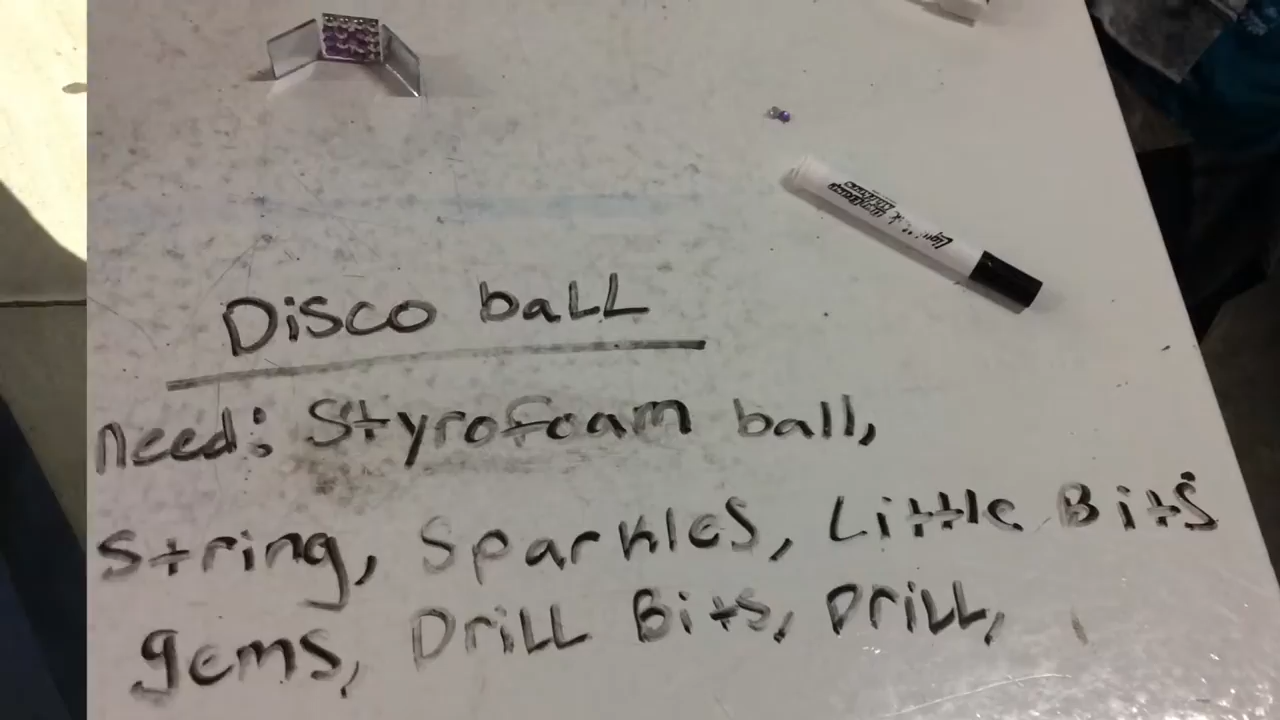 Disco ball
need: Styrofoam ball,
String, Sparkles, Little Bits
gems, Drill Bits, Drill,